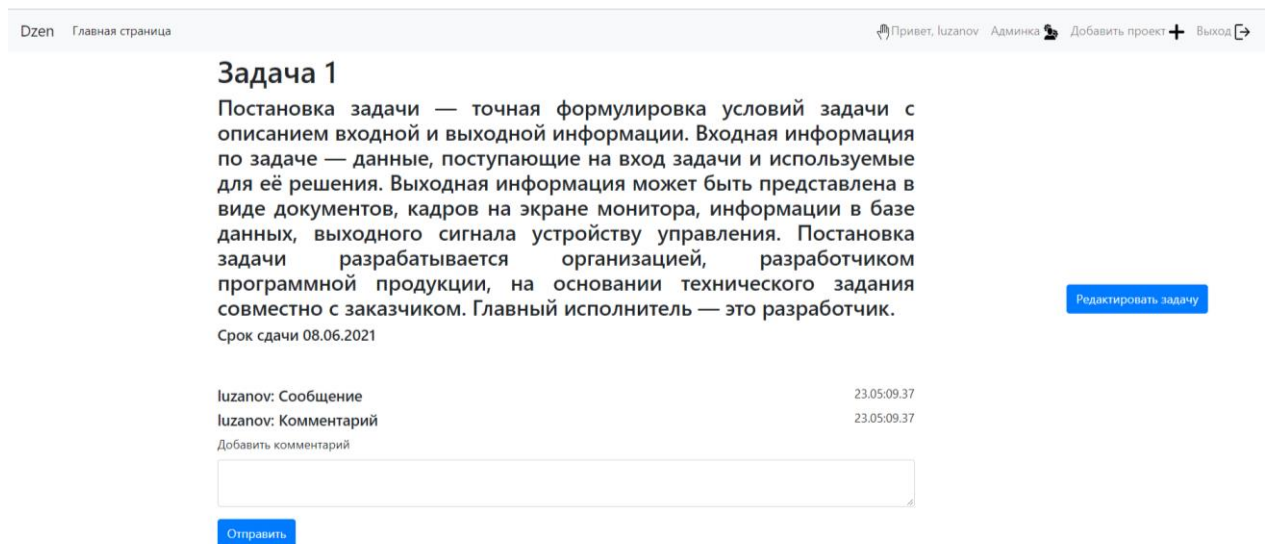 Dzen Главная страница Привет, luzanov Админка Добавить проект Выход
Задача 1
Постановка задачи — точная формулировка условий задачи с
описанием входной и выходной информации. Входная информация
по задаче — данные, поступающие на вход задачи и используемые
для её решения. Выходная информация может быть представлена в
виде документов, кадров на экране монитора, информации в базе
данных, выходного сигнала устройству управления. Постановка
задачи разрабатывается организацией, разработчиком
программной продукции, на основании технического задания
совместно с заказчиком. Главный исполнитель — это разработчик.
Редактировать задачу
Срок сдачи 08.06.2021
luzanov: Сообщение 23.05:09.37
luzanov: Комментарий 23.05:09.37
Добавить комментарий
Отправить